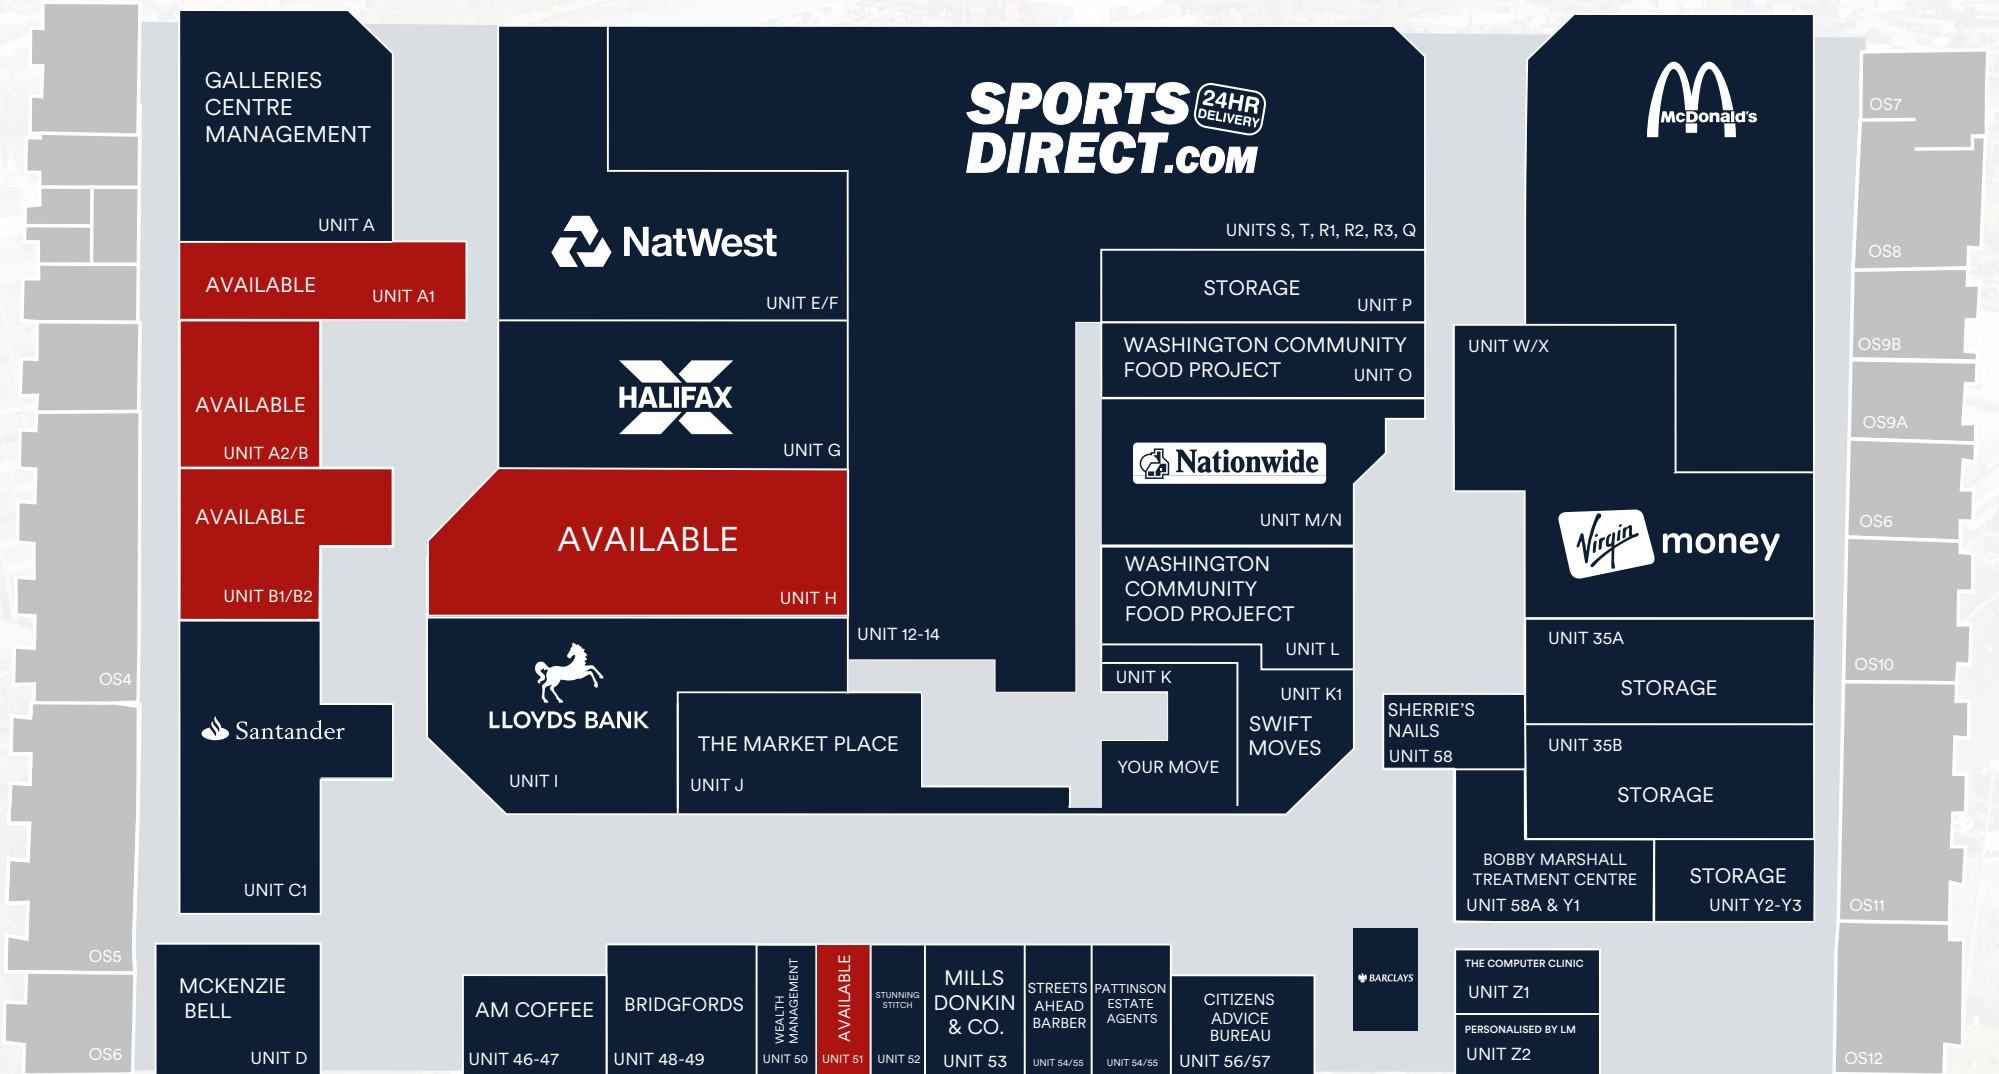 GALLERIES
CENTRE
MANAGEMENT
UNIT A
AVAILABLE
UNIT A1
AVAILABLE
UNIT A2/B
AVAILABLE
UNIT B1/B2
Santander
UNIT C1
MCKENZIE
BELL
UNIT D
NatWest
UNIT E/F
HALIFAX
UNIT G
AVAILABLE
UNIT H
LLOYDS BANK
UNIT I
THE MARKET PLACE
UNIT J
SPORTS
DIRECT.COM
24HR
DELIVERY
UNITS S, T, R1, R2, R3, Q
UNIT 12-14
STORAGE
UNIT P
WASHINGTON COMMUNITY
FOOD PROJECT
UNIT O
Nationwide
UNIT M/N
WASHINGTON
COMMUNITY
FOOD PROJEFCT
UNIT L
UNIT K
YOUR MOVE
UNIT K1
SWIFT
MOVES
McDonald's
UNIT W/X
Virgin money
UNIT 35A
STORAGE
UNIT 35B
STORAGE
SHERRIE'S
NAILS
UNIT 58
BOBBY MARSHALL
TREATMENT CENTRE
UNIT 58A & Y1
STORAGE
UNIT Y2-Y3
AM COFFEE
UNIT 46-47
BRIDGFORDS
UNIT 48-49
WEALTH
MANAGEMENT
UNIT 50
AVAILABLE
UNIT 51
STUNNING
STITCH
UNIT 52
MILLS
DONKIN
& CO.
UNIT 53
STREETS
AHEAD
BARBER
UNIT 54/55
PATTINSON
ESTATE
AGENTS
UNIT 54/55
CITIZENS
ADVICE
BUREAU
UNIT 56/57
BARCLAYS
THE COMPUTER CLINIC
UNIT Z1
PERSONALISED BY LM
UNIT Z2
OS4
OS5
OS6
OS7
OS8
OS9B
OS9A
OS6
OS10
OS11
OS12